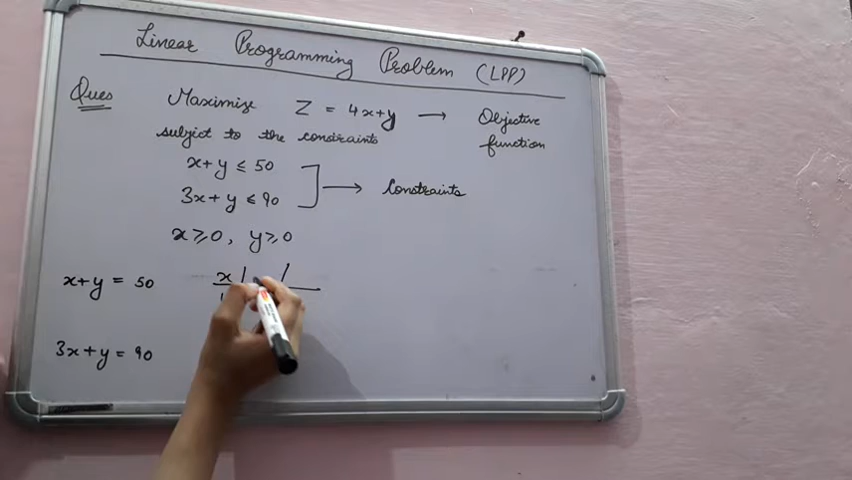 Linear Programming Problem (LPP)
Ques Maximize Z = 4x+y → Objective function
subject to the constraints
x+y ≤ 50
3x+y ≤ 90 → Constraints
x≥0, y≥0
x+y = 50
x
3x+y = 90